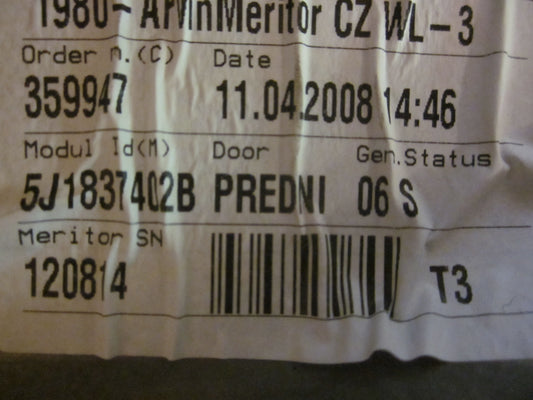 1980- ArvinMeritor CZ WL-3
Order n.(C) Date
359947 11.04.2008 14:46
Modul Id(M) Door Gen.Status
5J1837402B PREDNI 06 S
Meritor SN
120814 T3